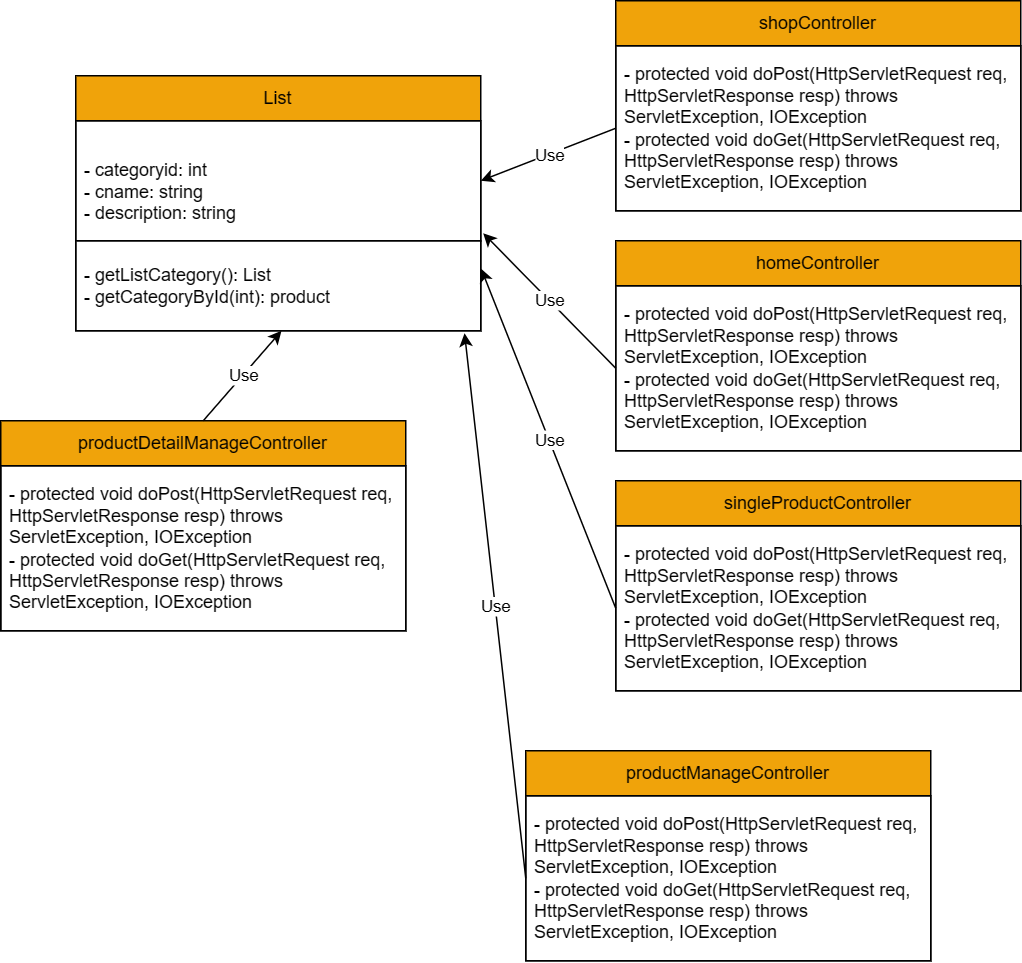 shopController
- protected void doPost(HttpServletRequest req,
HttpServletResponse resp) throws
ServletException, IOException
- protected void doGet(HttpServletRequest req,
HttpServletResponse resp) throws
ServletException, IOException
List
- categoryid: int
- cname: string
- description: string
- getListCategory(): List
- getCategoryById(int): product
Use
homeController
- protected void doPost(HttpServletRequest req,
HttpServletResponse resp) throws
ServletException, IOException
- protected void doGet(HttpServletRequest req,
HttpServletResponse resp) throws
ServletException, IOException
Use
Use
productDetailManageController
- protected void doPost(HttpServletRequest req,
HttpServletResponse resp) throws
ServletException, IOException
- protected void doGet(HttpServletRequest req,
HttpServletResponse resp) throws
ServletException, IOException
Use
singleProductController
- protected void doPost(HttpServletRequest req,
HttpServletResponse resp) throws
ServletException, IOException
- protected void doGet(HttpServletRequest req,
HttpServletResponse resp) throws
ServletException, IOException
Use
productManageController
- protected void doPost(HttpServletRequest req,
HttpServletResponse resp) throws
ServletException, IOException
- protected void doGet(HttpServletRequest req,
HttpServletResponse resp) throws
ServletException, IOException